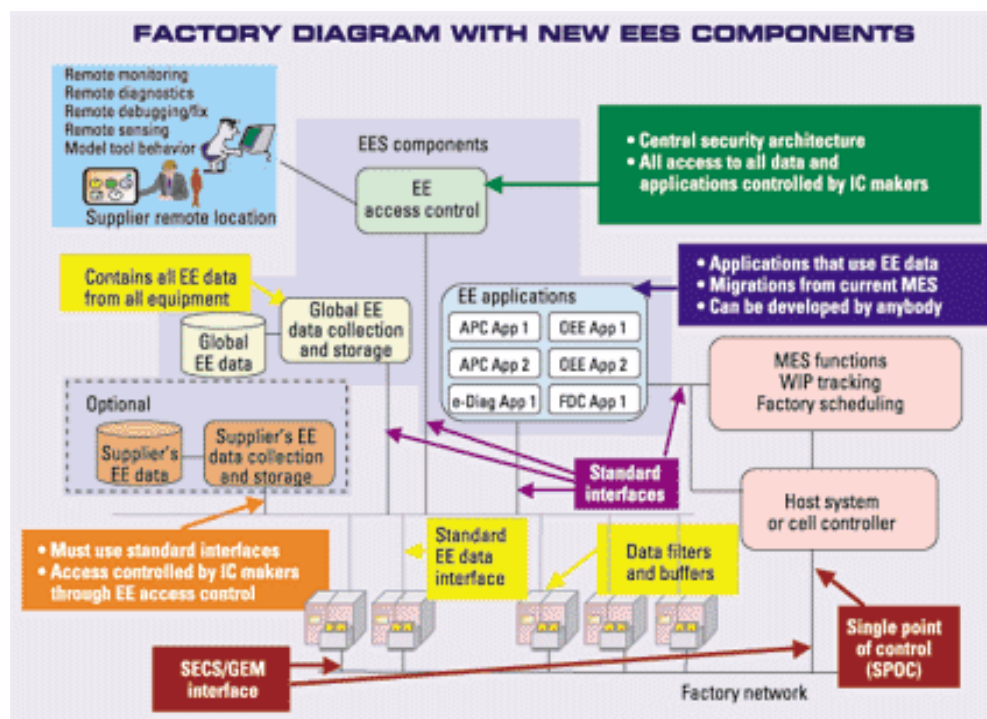 FACTORY DIAGRAM WITH NEW EES COMPONENTS
Remote monitoring
Remote diagnostics
Remote debugging/fix
Remote sensing
Model tool behavior
Supplier remote location
EES components
EE
access control
• Central security architecture
• All access to all data and
applications controlled by IC makers
Contains all EE data
from all equipment
Global
EE data
Global EE
data collection
and storage
EE applications
APC App 1
OEE App 1
APC App 2
OEE App 2
e-Diag App 1
FDC App 1
• Applications that use EE data
• Migrations from current MES
• Can be developed by anybody
MES functions
WIP tracking
Factory scheduling
Optional
Supplier's
EE data
Supplier's EE
data collection
and storage
Standard
interfaces
Host system
or cell controller
• Must use standard interfaces
• Access controlled by IC makers
through EE access control
Standard
EE data
interface
Data filters
and buffers
SECS/GEM
interface
Single point
of control
(SPOC)
Factory network